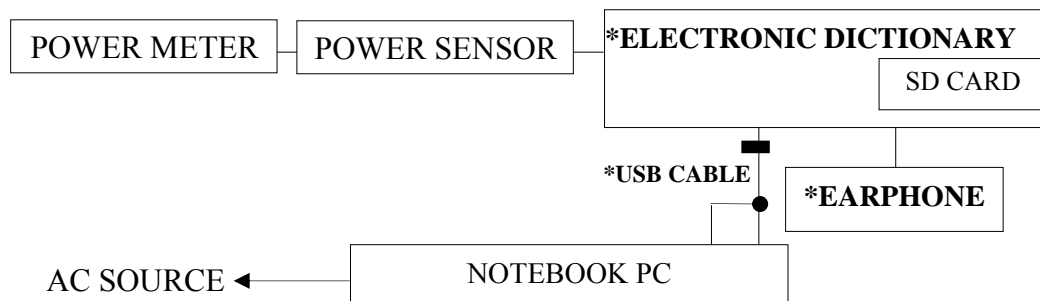 POWER METER
POWER SENSOR
*ELECTRONIC DICTIONARY
SD CARD
*USB CABLE
*EARPHONE
AC SOURCE
NOTEBOOK PC